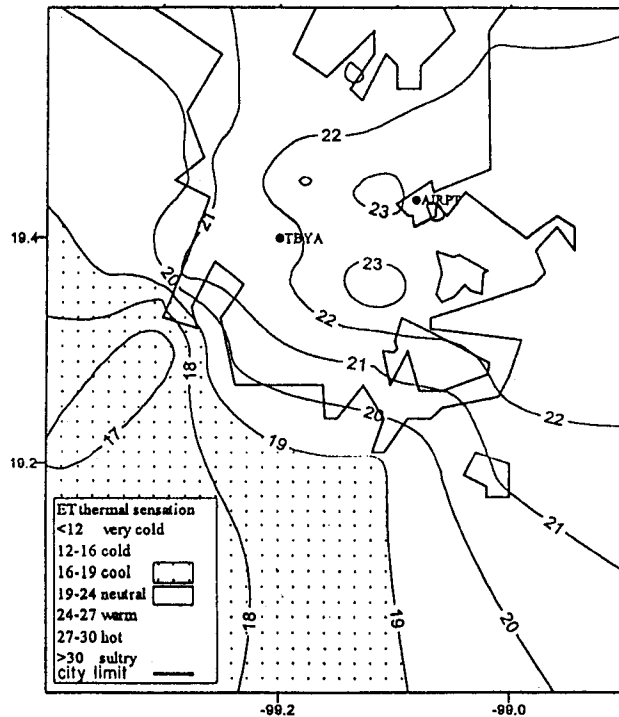 22
23
AIRPT
21
19.4
TBYA
20
23
22
21
18
22
20
17
19
19.2
21
ET thermal sensation
<12 very cold
12-16 cold
16-19 cool
19-24 neutral
24-27 warm
27-30 hot
>30 sultry
city limit
18
19
20
-99.2
-99.0